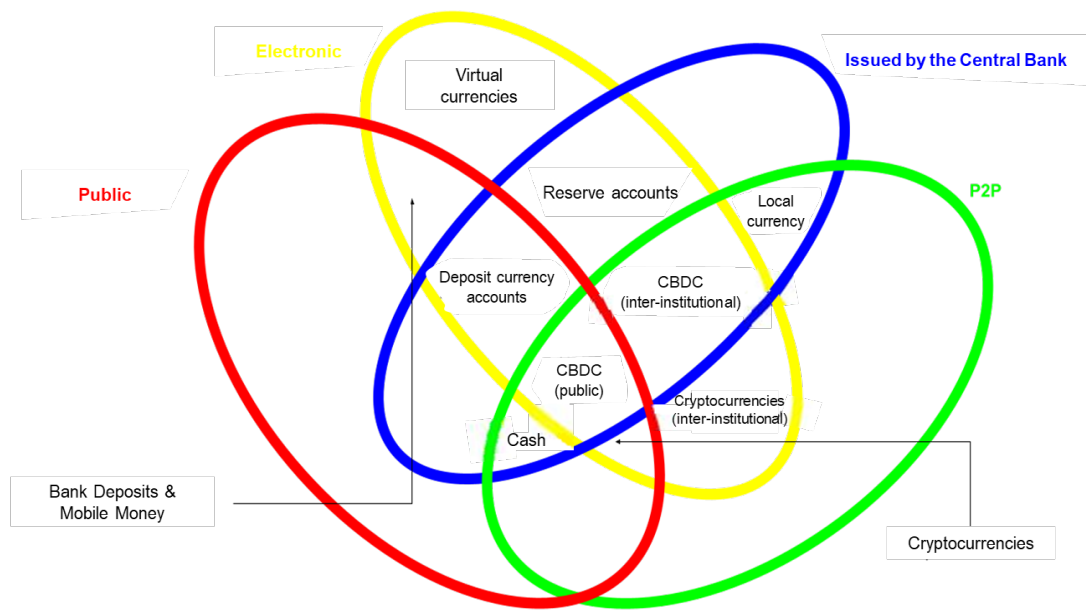 Electronic
Issued by the Central Bank
Virtual
currencies
Public
Reserve accounts
P2P
Local
currency
Deposit currency
accounts
CBDC
(inter-institutional)
CBDC
(public)
Cryptocurrencies
(inter-institutional)
Cash
Bank Deposits &
Mobile Money
Cryptocurrencies